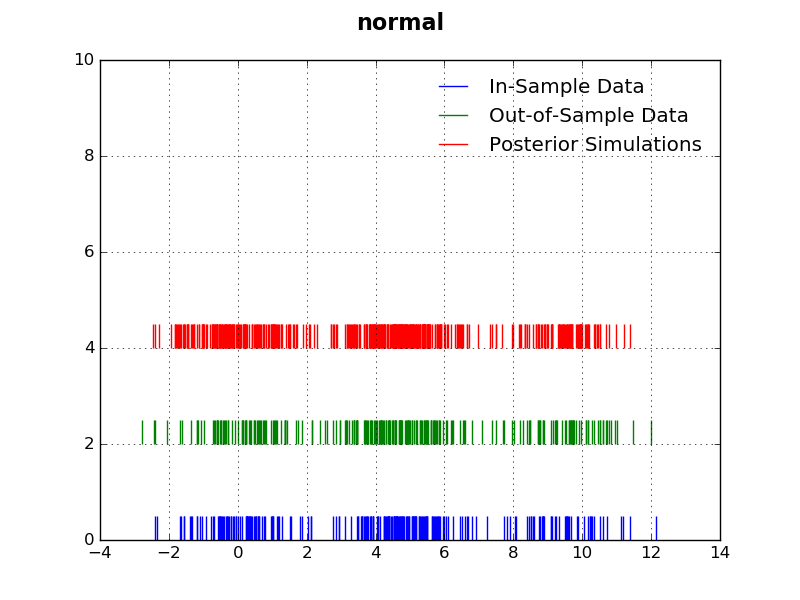 normal
In-Sample Data
Out-of-Sample Data
Posterior Simulations
10
8
6
4
2
0
−4 −2 0 2 4 6 8 10 12 14